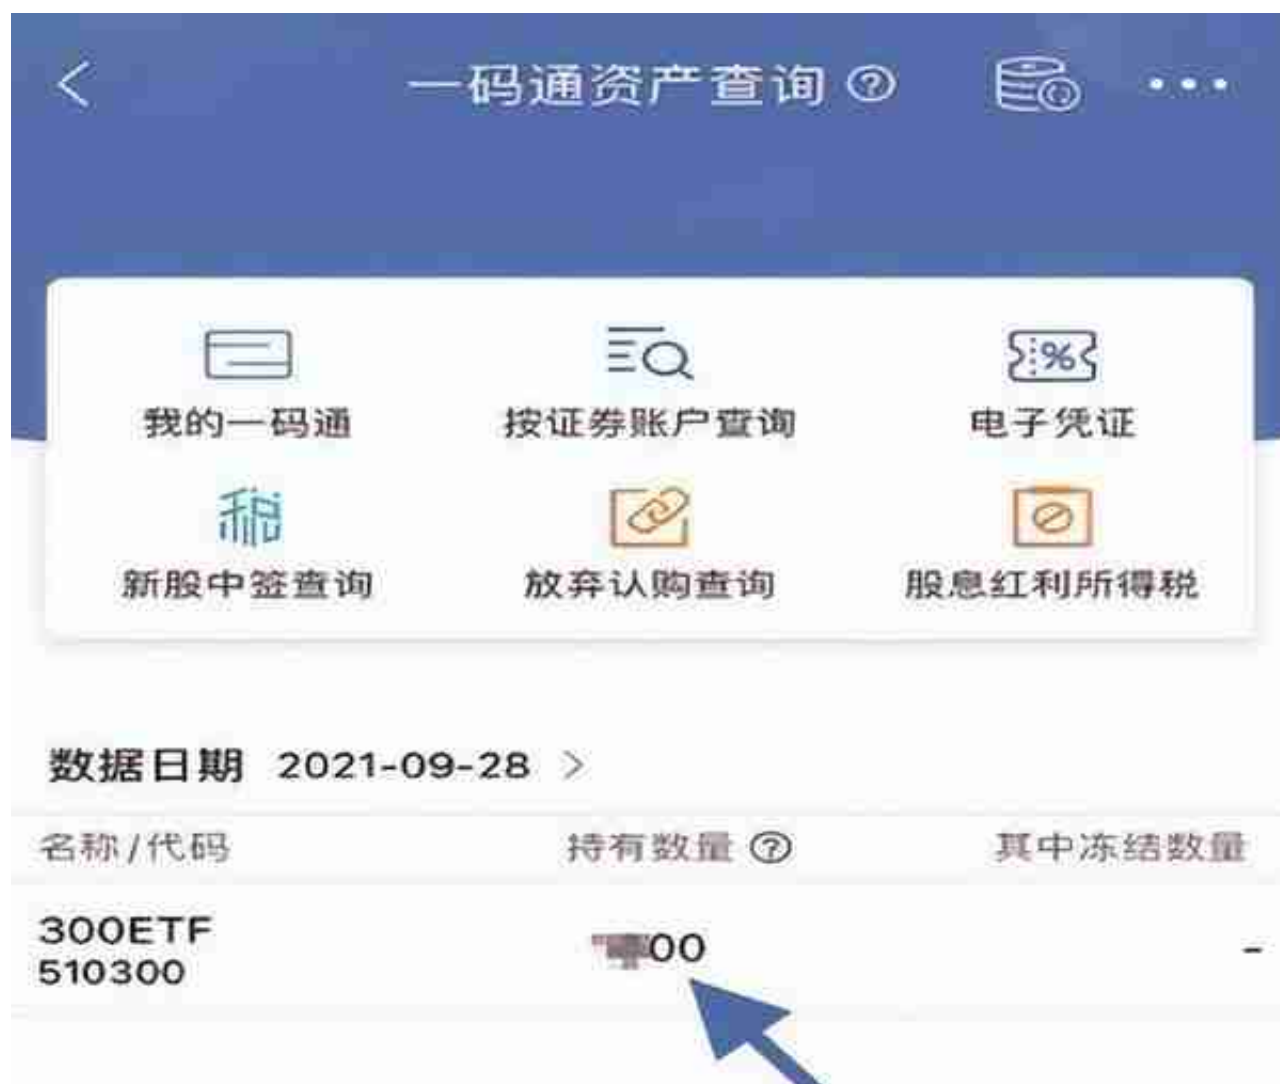 一码通资产查询
我的一码通
按证券账户查询
电子凭证
新股中签查询
放弃认购查询
股息红利所得税
数据日期 2021-09-28 >
名称/代码
持有数量
其中冻结数量
300ETF
00
-
510300